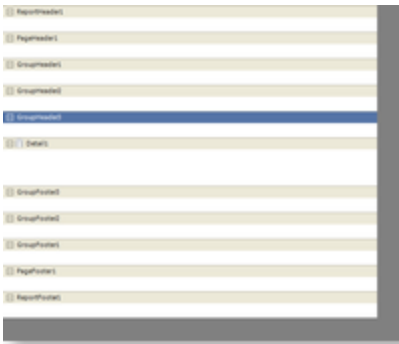 ReportHeader1
PageHeader1
GroupHeader1
GroupHeader2
GroupHeader3
Detail1
GroupFooter3
GroupFooter2
GroupFooter1
PageFooter1
ReportFooter1